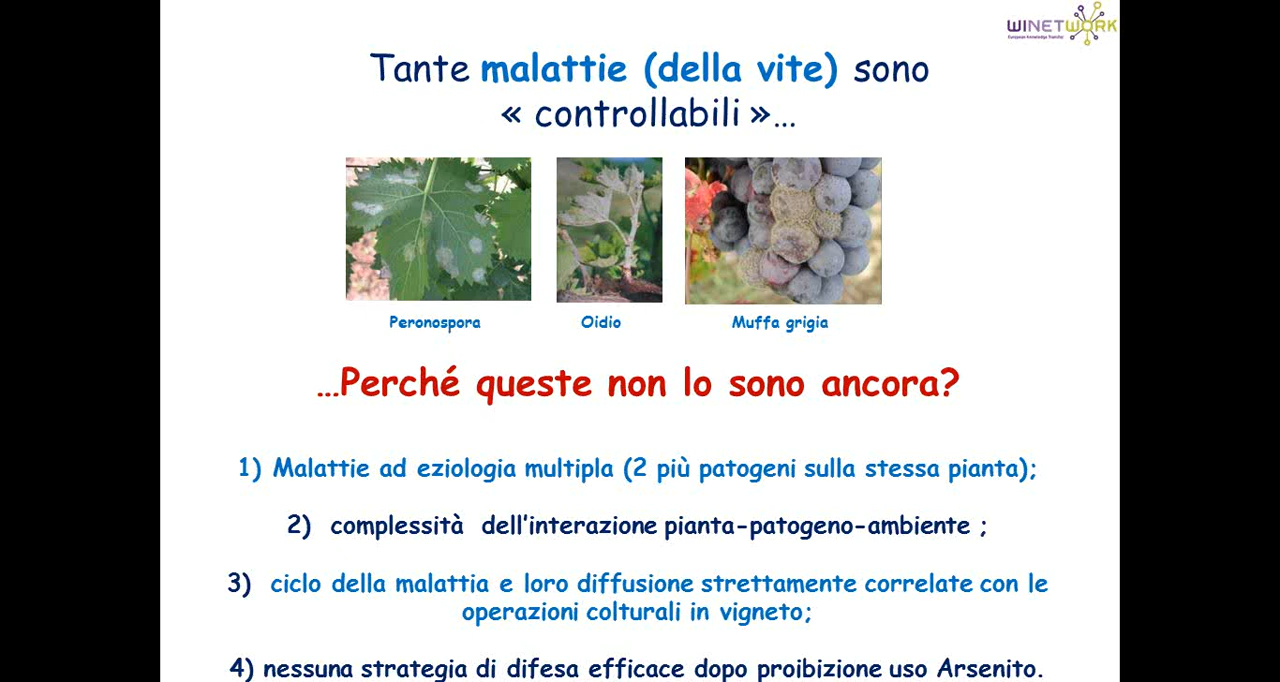 WINETWORK
European Knowledge Transfer
Tante malattie (della vite) sono
« controllabili »…
Peronospora
Oidio
Muffa grigia
…Perché queste non lo sono ancora?
1) Malattie ad eziologia multipla (2 più patogeni sulla stessa pianta);
2) complessità dell’interazione pianta-patogeno-ambiente ;
3) ciclo della malattia e loro diffusione strettamente correlate con le
operazioni colturali in vigneto;
4) nessuna strategia di difesa efficace dopo proibizione uso Arsenito.